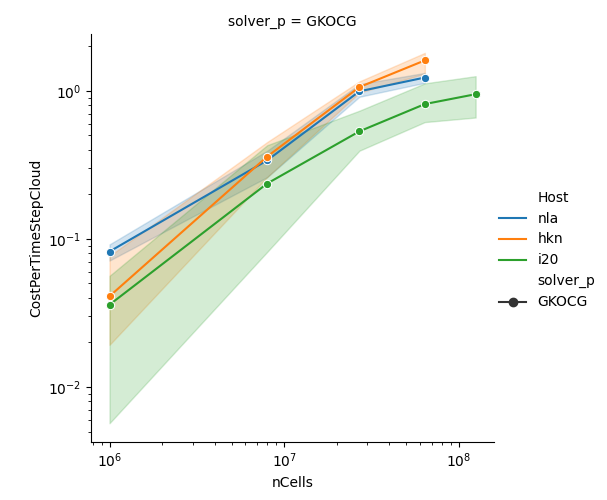 solver_p = GKOCG
CostPerTimeStepCloud
10⁰
10⁻¹
10⁻²
10⁶
10⁷
10⁸
nCells
Host
nla
hkn
i20
solver_p
GKOCG